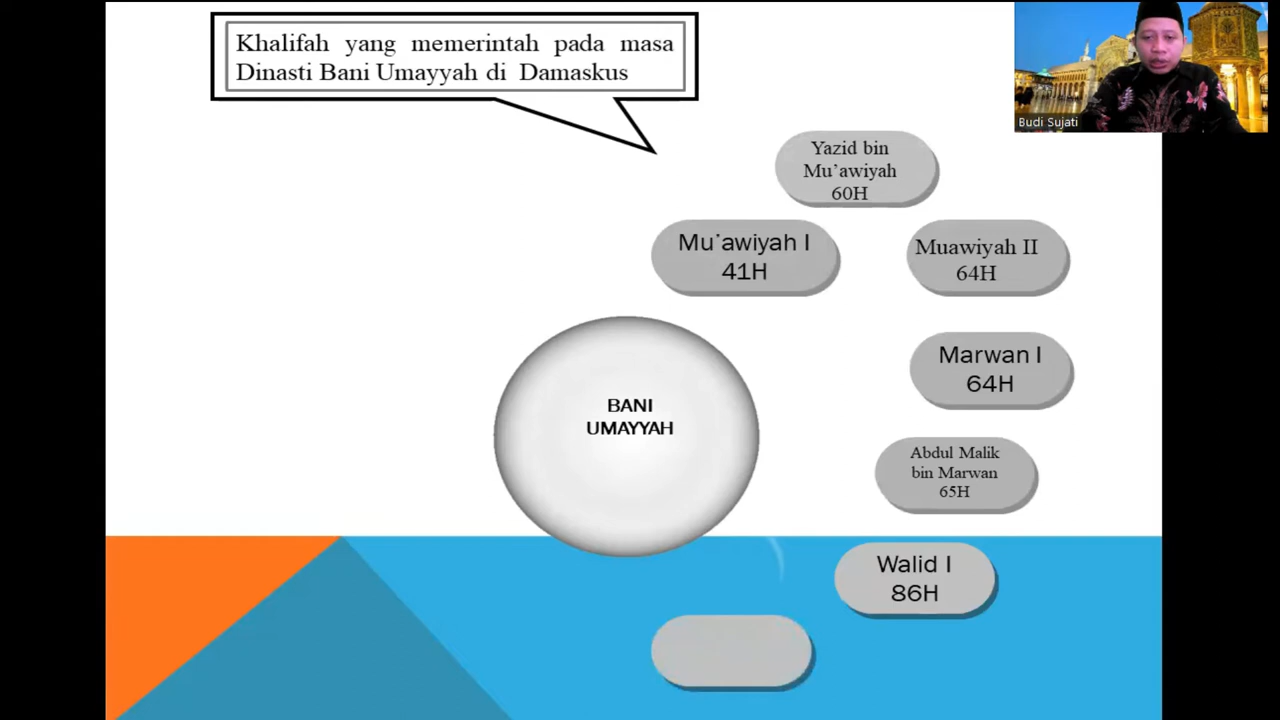 Khalifah yang memerintah pada masa
Dinasti Bani Umayyah di Damaskus
Budi Sujati
Yazid bin
Mu’awiyah
60H
Mu’awiyah I
41H
Muawiyah II
64H
Marwan I
64H
BANI
UMAYYAH
Abdul Malik
bin Marwan
65H
Walid I
86H